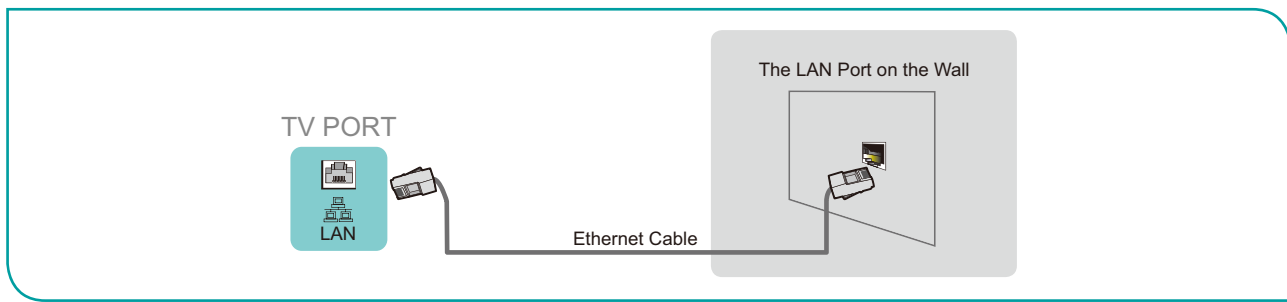 The LAN Port on the Wall
TV PORT
LAN
Ethernet Cable